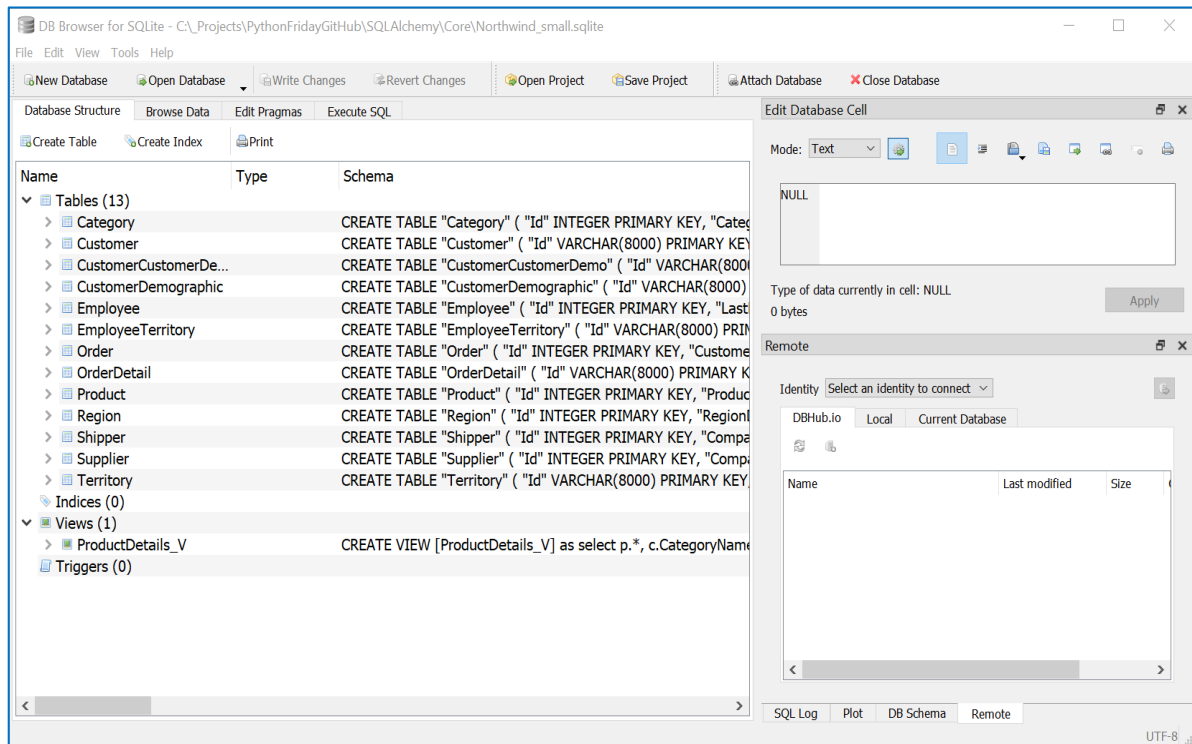 DB Browser for SQLite - C:\_Projects\PythonFridayGitHub\SQLAlchemy\Core\Northwind_small.sqlite
File Edit View Tools Help
New Database Open Database Write Changes Revert Changes Open Project Save Project Attach Database Close Database
Database Structure Browse Data Edit Pragmas Execute SQL
Create Table Create Index Print
Name Type Schema
Tables (13)
Category CREATE TABLE "Category" ( "Id" INTEGER PRIMARY KEY, "Categ
Customer CREATE TABLE "Customer" ( "Id" VARCHAR(8000) PRIMARY KEY
CustomerCustomerDe... CREATE TABLE "CustomerCustomerDemo" ( "Id" VARCHAR(800
CustomerDemographic CREATE TABLE "CustomerDemographic" ( "Id" VARCHAR(8000)
Employee CREATE TABLE "Employee" ( "Id" INTEGER PRIMARY KEY, "Last
EmployeeTerritory CREATE TABLE "EmployeeTerritory" ( "Id" VARCHAR(8000) PRIM
Order CREATE TABLE "Order" ( "Id" INTEGER PRIMARY KEY, "Custome
OrderDetail CREATE TABLE "OrderDetail" ( "Id" VARCHAR(8000) PRIMARY K
Product CREATE TABLE "Product" ( "Id" INTEGER PRIMARY KEY, "Produc
Region CREATE TABLE "Region" ( "Id" INTEGER PRIMARY KEY, "RegionI
Shipper CREATE TABLE "Shipper" ( "Id" INTEGER PRIMARY KEY, "Compa
Supplier CREATE TABLE "Supplier" ( "Id" INTEGER PRIMARY KEY, "Compa
Territory CREATE TABLE "Territory" ( "Id" VARCHAR(8000) PRIMARY KEY,
Indices (0)
Views (1)
ProductDetails_V CREATE VIEW [ProductDetails_V] as select p.*, c.CategoryName
Triggers (0)
Edit Database Cell
Mode: Text
NULL
Type of data currently in cell: NULL
0 bytes
Apply
Remote
Identity Select an identity to connect
DBHub.io Local Current Database
Name Last modified Size
SQL Log Plot DB Schema Remote
UTF-8